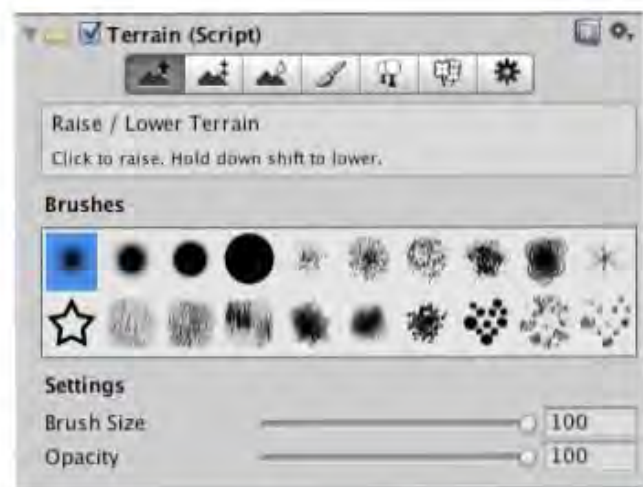 Terrain (Script)
Raise / Lower Terrain
Click to raise. Hold down shift to lower.
Brushes
Settings
Brush Size 100
Opacity 100